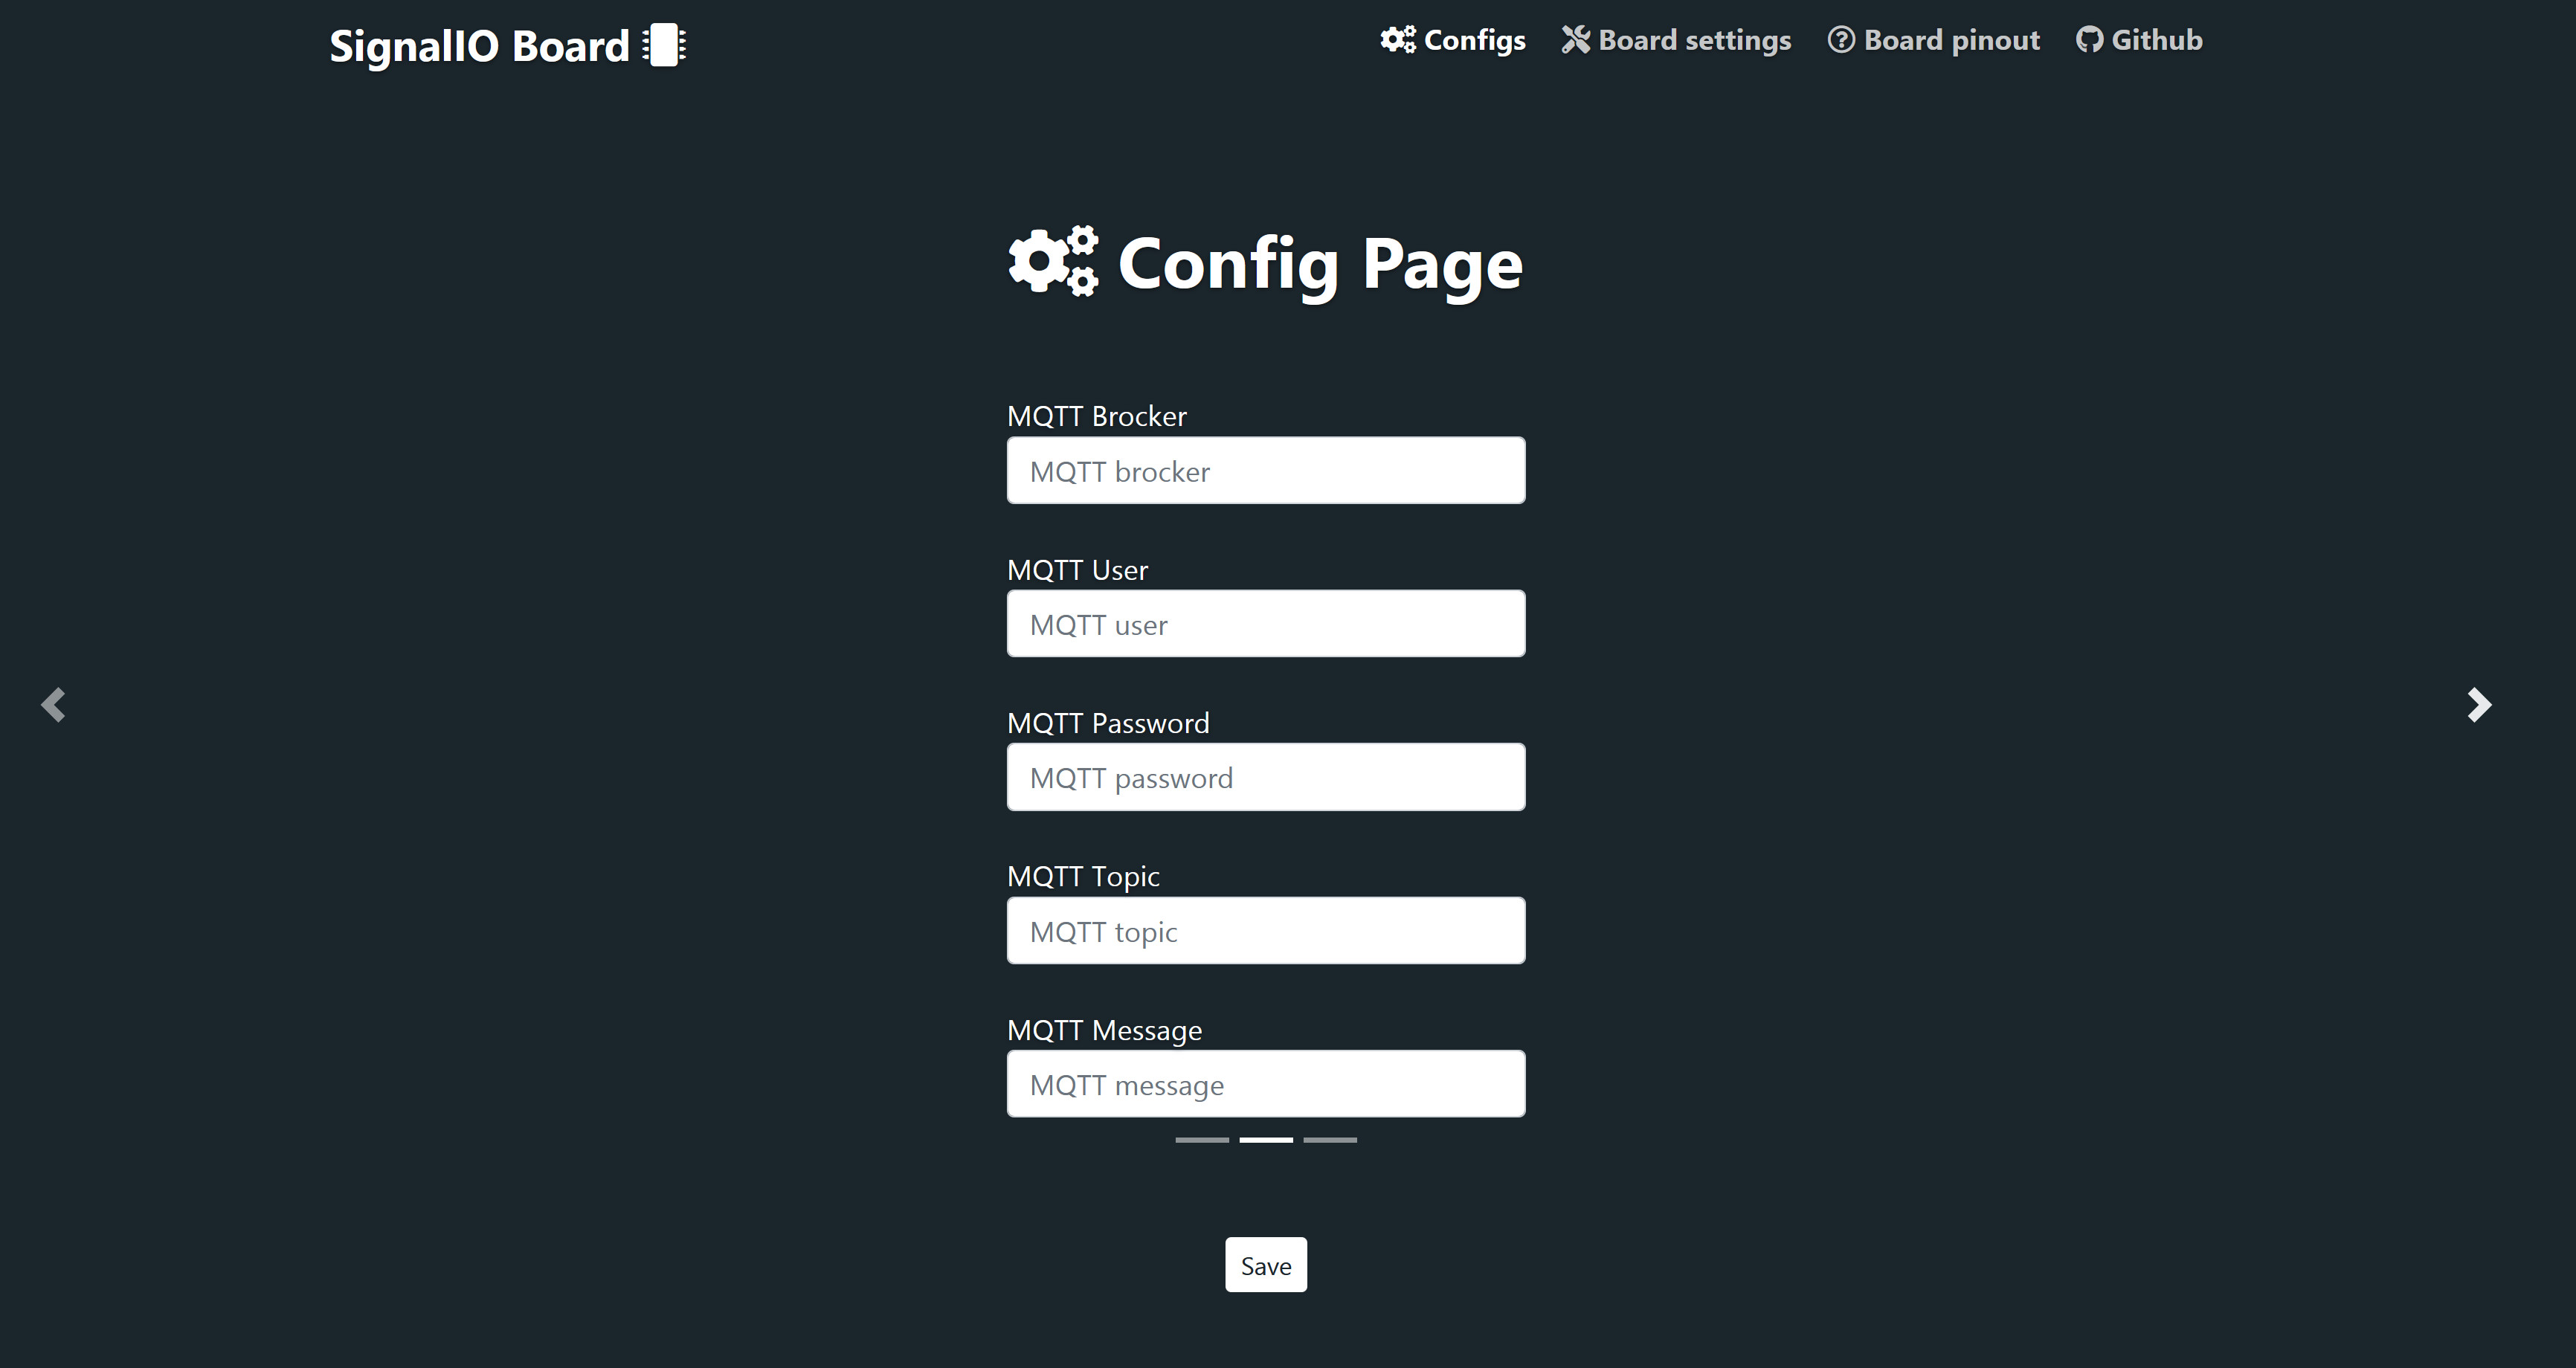 SignalIO Board
Configs
Board settings
Board pinout
Github
Config Page
MQTT Brocker
MQTT brocker
MQTT User
MQTT user
MQTT Password
MQTT password
MQTT Topic
MQTT topic
MQTT Message
MQTT message
Save